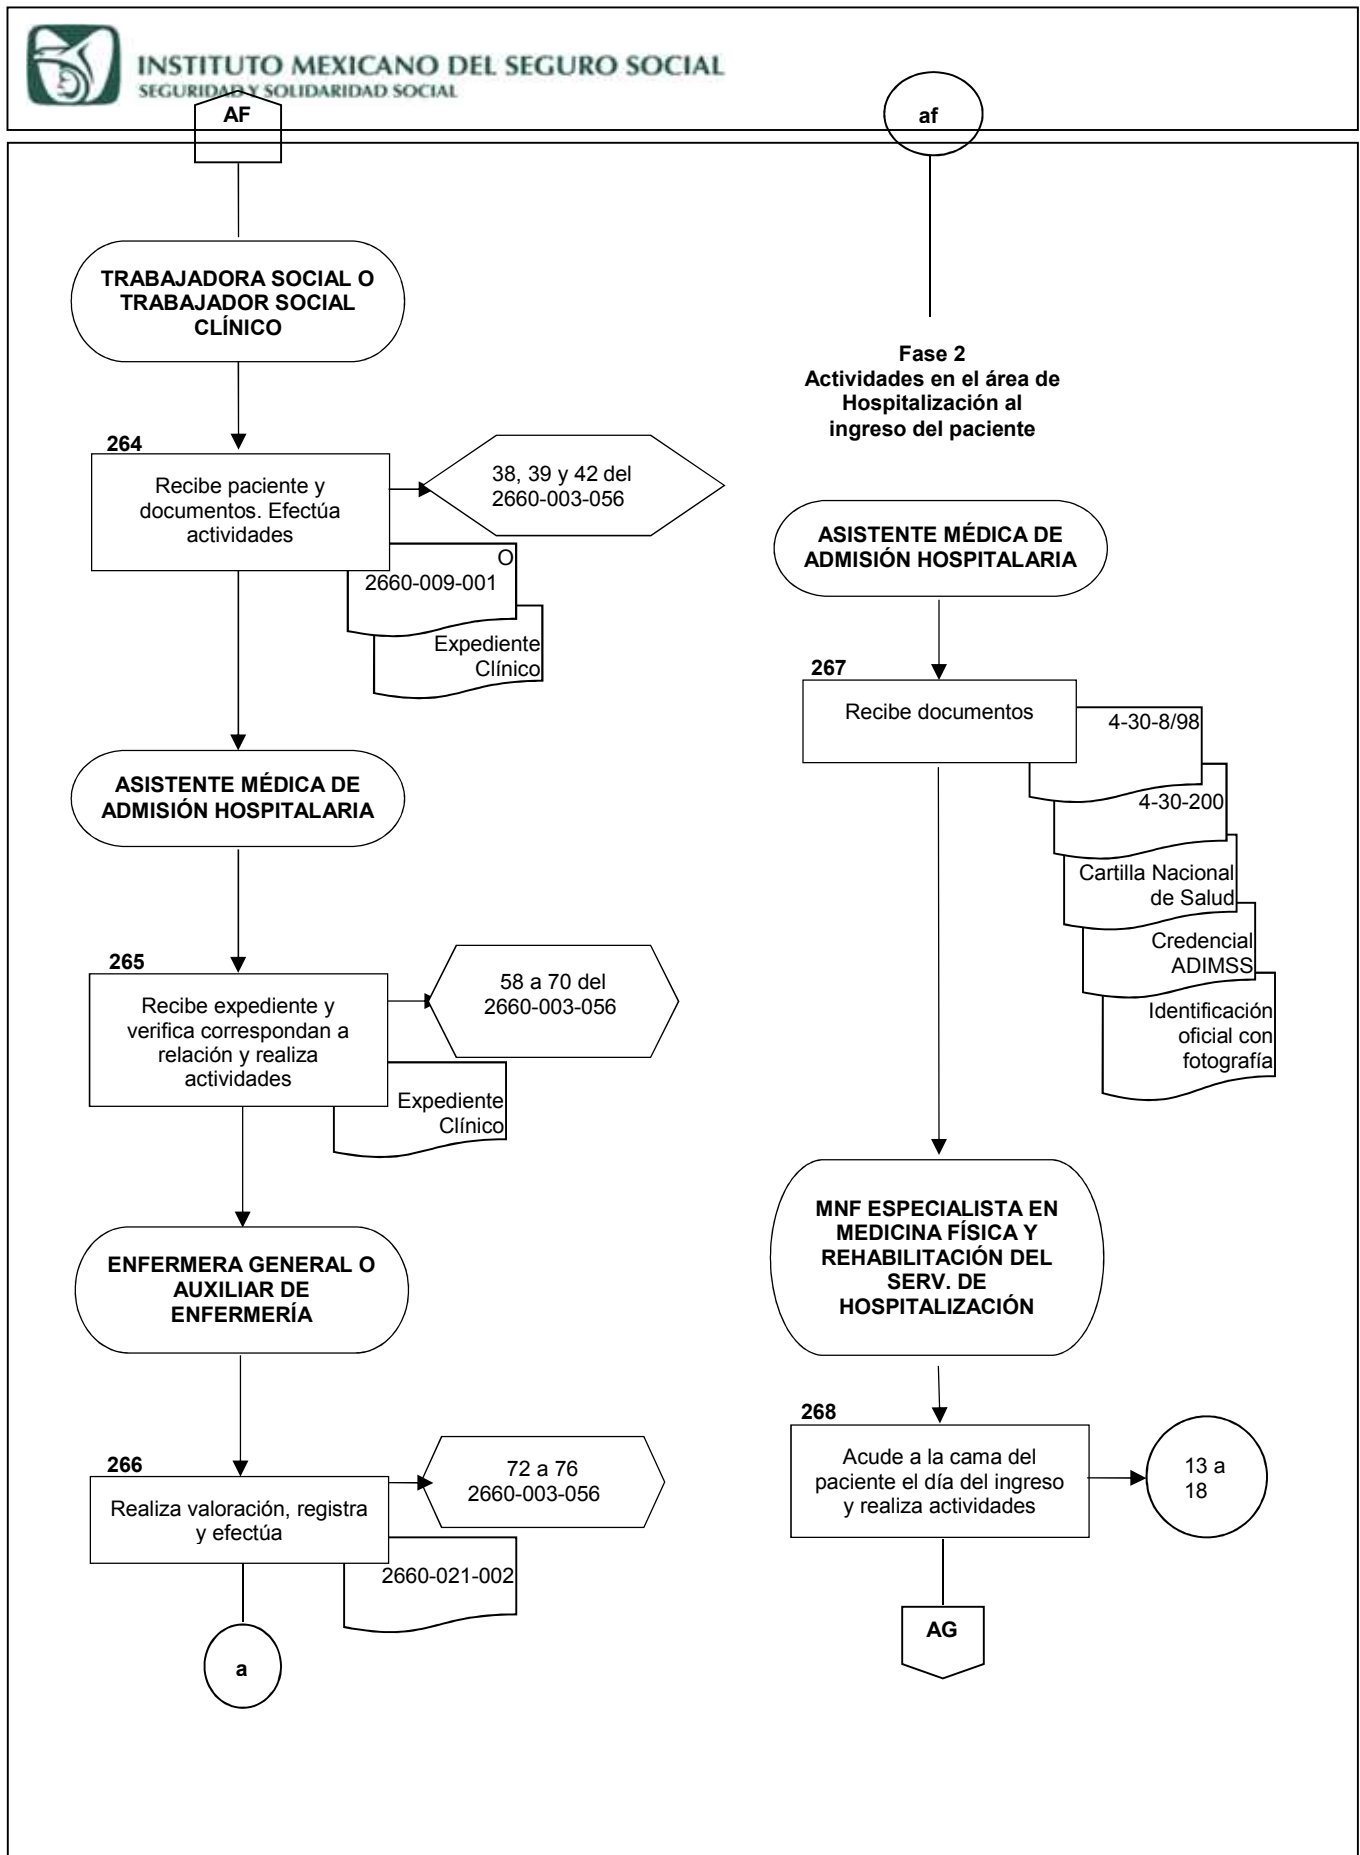 INSTITUTO MEXICANO DEL SEGURO SOCIAL
SEGURIDAD Y SOLIDARIDAD SOCIAL
AF
TRABAJADORA SOCIAL O
TRABAJADOR SOCIAL
CLÍNICO
264
Recibe paciente y
documentos. Efectúa
actividades
38, 39 y 42 del
2660-003-056
O
2660-009-001
Expediente
Clínico
ASISTENTE MÉDICA DE
ADMISIÓN HOSPITALARIA
265
Recibe expediente y
verifica correspondan a
relación y realiza
actividades
58 a 70 del
2660-003-056
Expediente
Clínico
ENFERMERA GENERAL O
AUXILIAR DE
ENFERMERÍA
266
Realiza valoración, registra
y efectúa
72 a 76
2660-003-056
2660-021-002
a
af
Fase 2
Actividades en el área de
Hospitalización al
ingreso del paciente
ASISTENTE MÉDICA DE
ADMISIÓN HOSPITALARIA
267
Recibe documentos
4-30-8/98
4-30-200
Cartilla Nacional
de Salud
Credencial
ADIMSS
Identificación
oficial con
fotografía
MNF ESPECIALISTA EN
MEDICINA FÍSICA Y
REHABILITACIÓN DEL
SERV. DE
HOSPITALIZACIÓN
268
Acude a la cama del
paciente el día del ingreso
y realiza actividades
13 a
18
AG